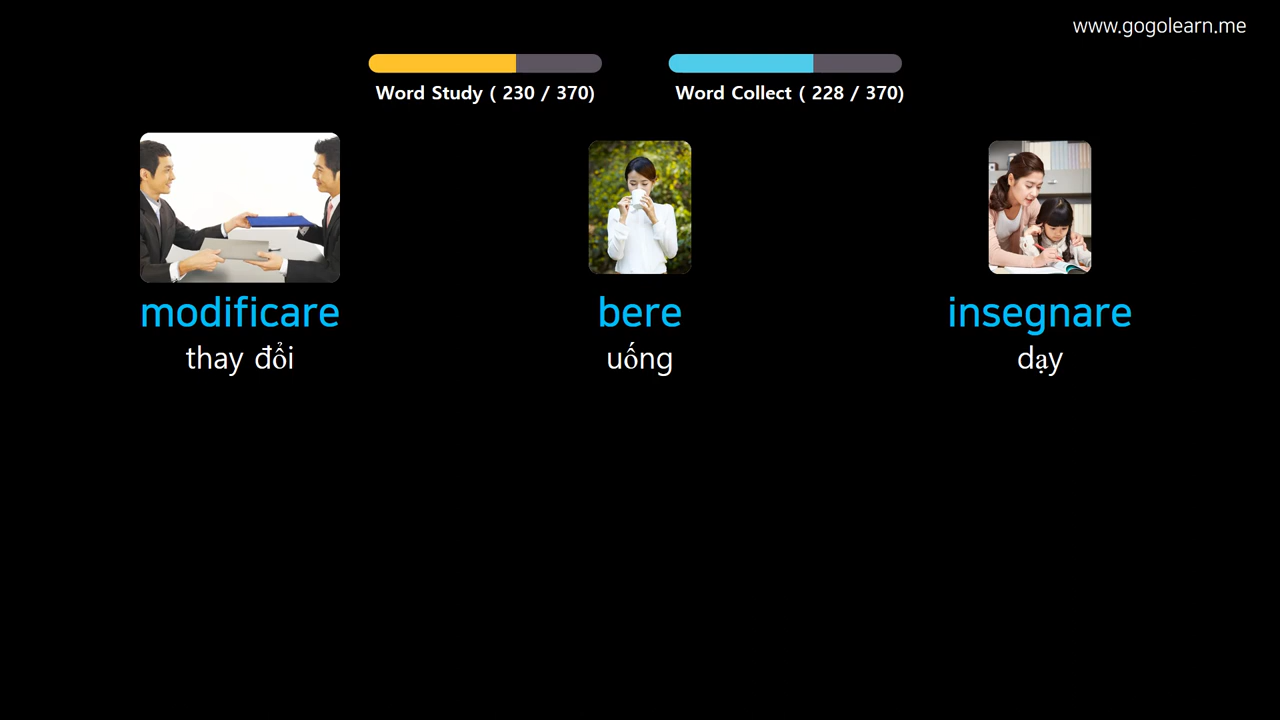 www.gogolearn.me
Word Study ( 230 / 370)
Word Collect ( 228 / 370)
modificare
thay đổi
bere
uống
insegnare
dạy